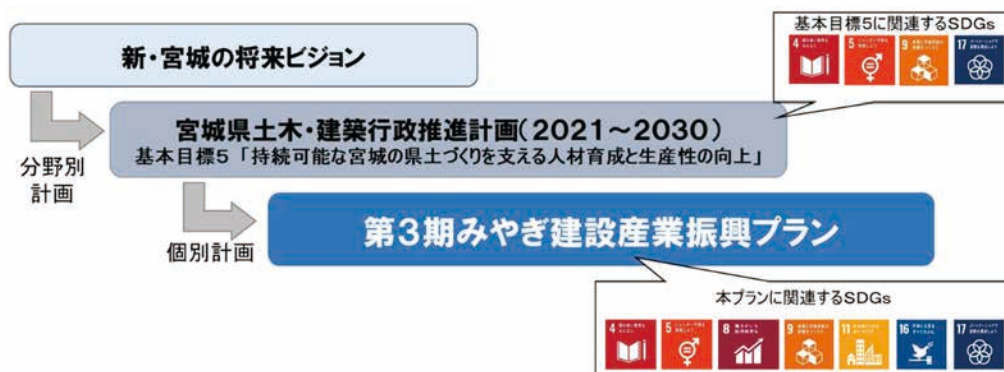 基本目標5に関連するSDGs
4
5
9
17
新・宮城の将来ビジョン
分野別
計画
宮城県土木・建築行政推進計画(2021～2030)
基本目標5 「持続可能な宮城の県土づくりを支える人材育成と生産性の向上」
個別計画
第3期みやぎ建設産業振興プラン
本プランに関連するSDGs
4
5
8
9
11
16
17